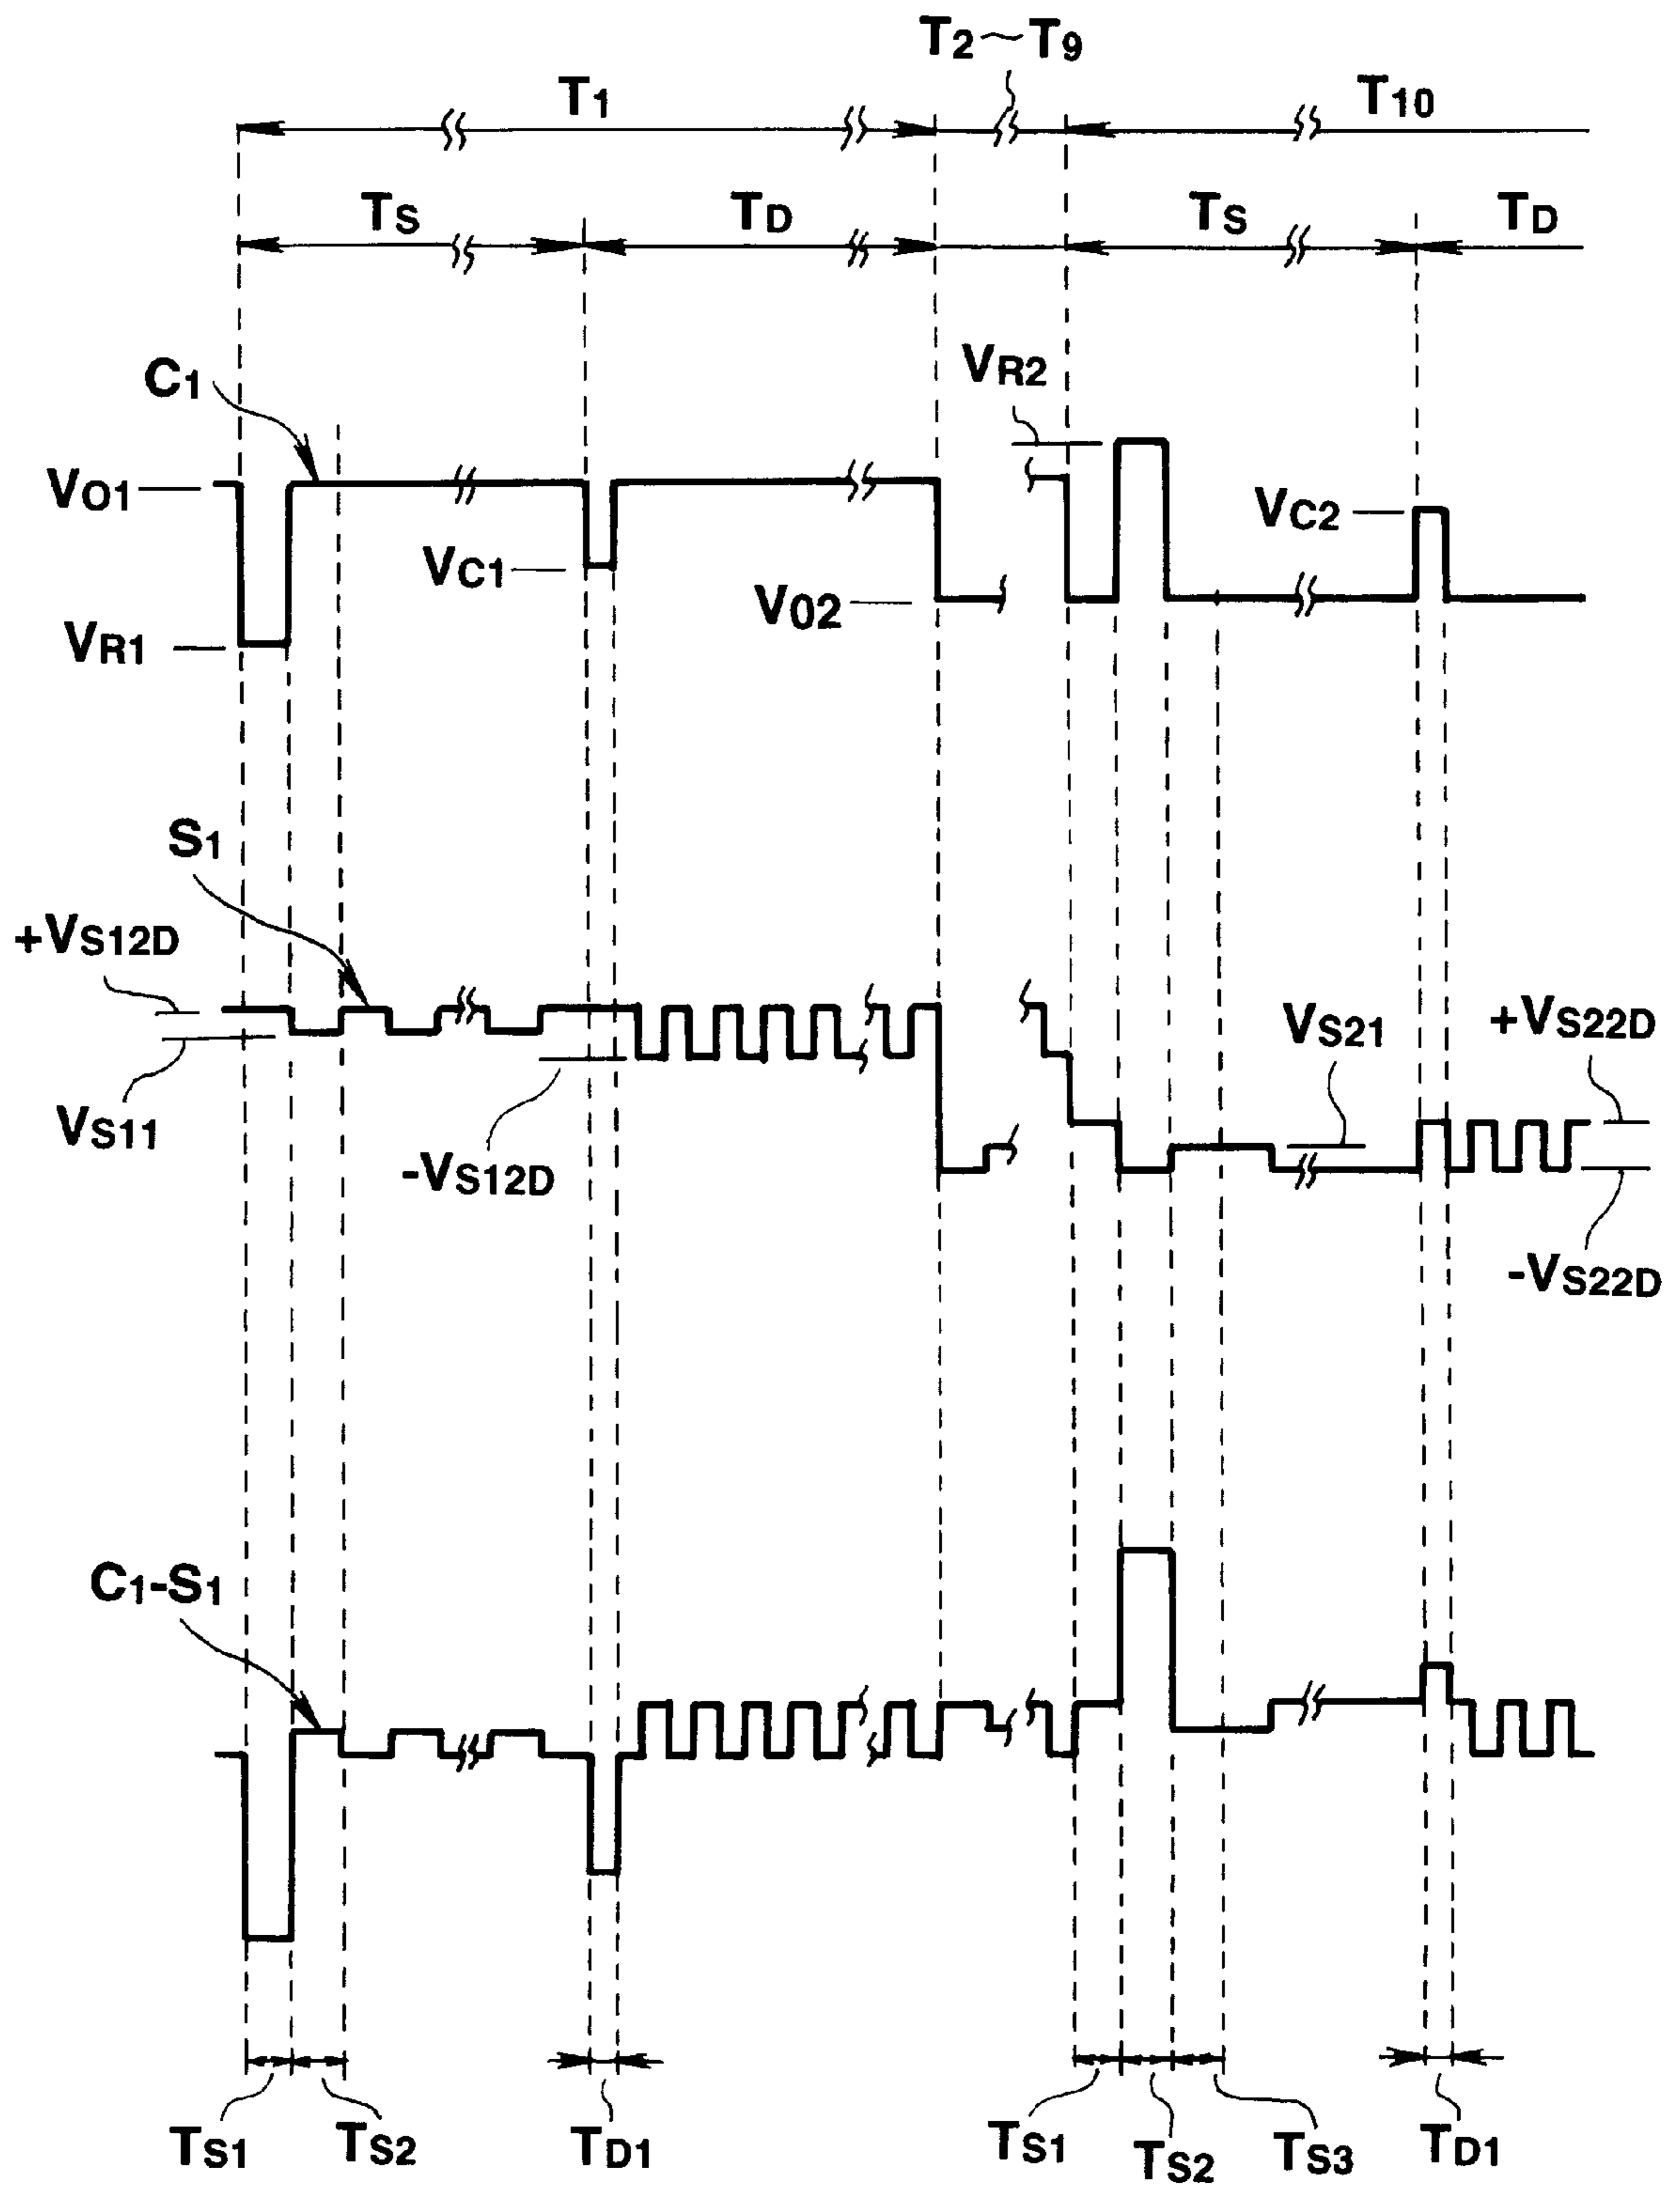 T2~T9
T1
T10
TS
TD
TS
TD
VR2
C1
VO1
VC2
VC1
V02
VR1
S1
+VS12D
VS21
+VS22D
VS11
-VS12D
-VS22D
C1-S1
TS1
TS2
TD1
TS1
TS2
TS3
TD1